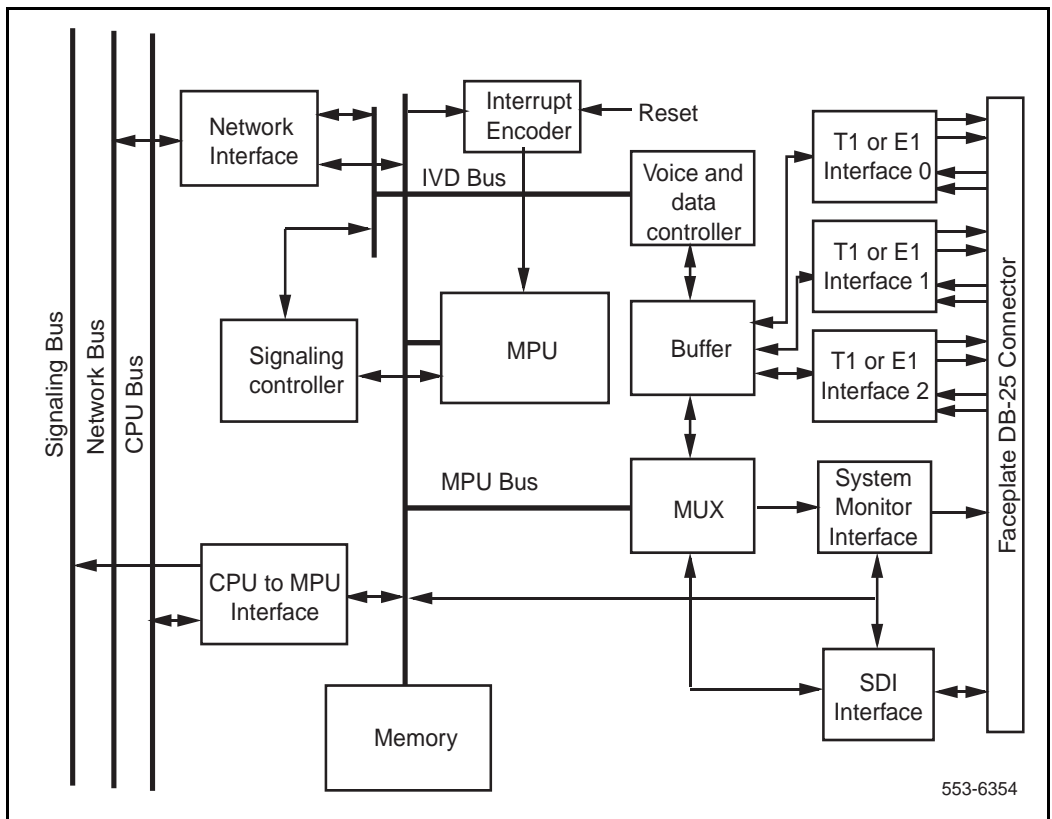 Signaling Bus
Network Bus
CPU Bus
Network
Interface
Interrupt
Encoder
Reset
IVD Bus
Voice and
data
controller
T1 or E1
Interface 0
T1 or E1
Interface 1
T1 or E1
Interface 2
Faceplate DB-25 Connector
Signaling
controller
MPU
Buffer
MPU Bus
MUX
System
Monitor
Interface
CPU to MPU
Interface
SDI
Interface
Memory
553-6354